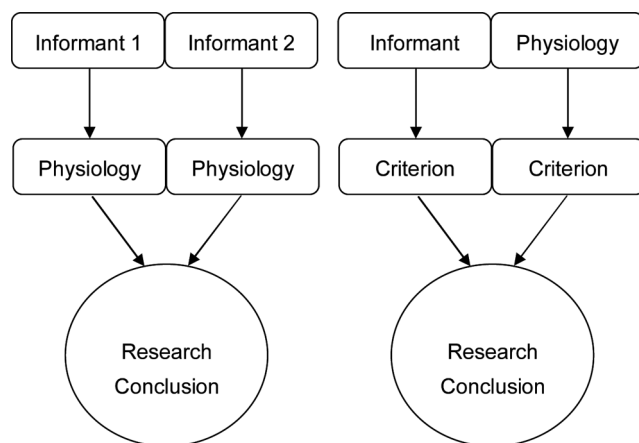 Informant 1
Informant 2
Physiology
Physiology
Research
Conclusion
Informant
Physiology
Criterion
Criterion
Research
Conclusion